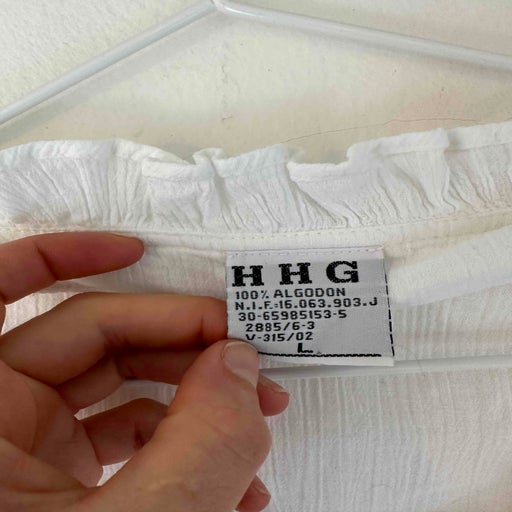 HHG
100% ALGODON
N.I.F.=16.063.903.J
30-65985153-5
2885/6-3
V-315/02
L